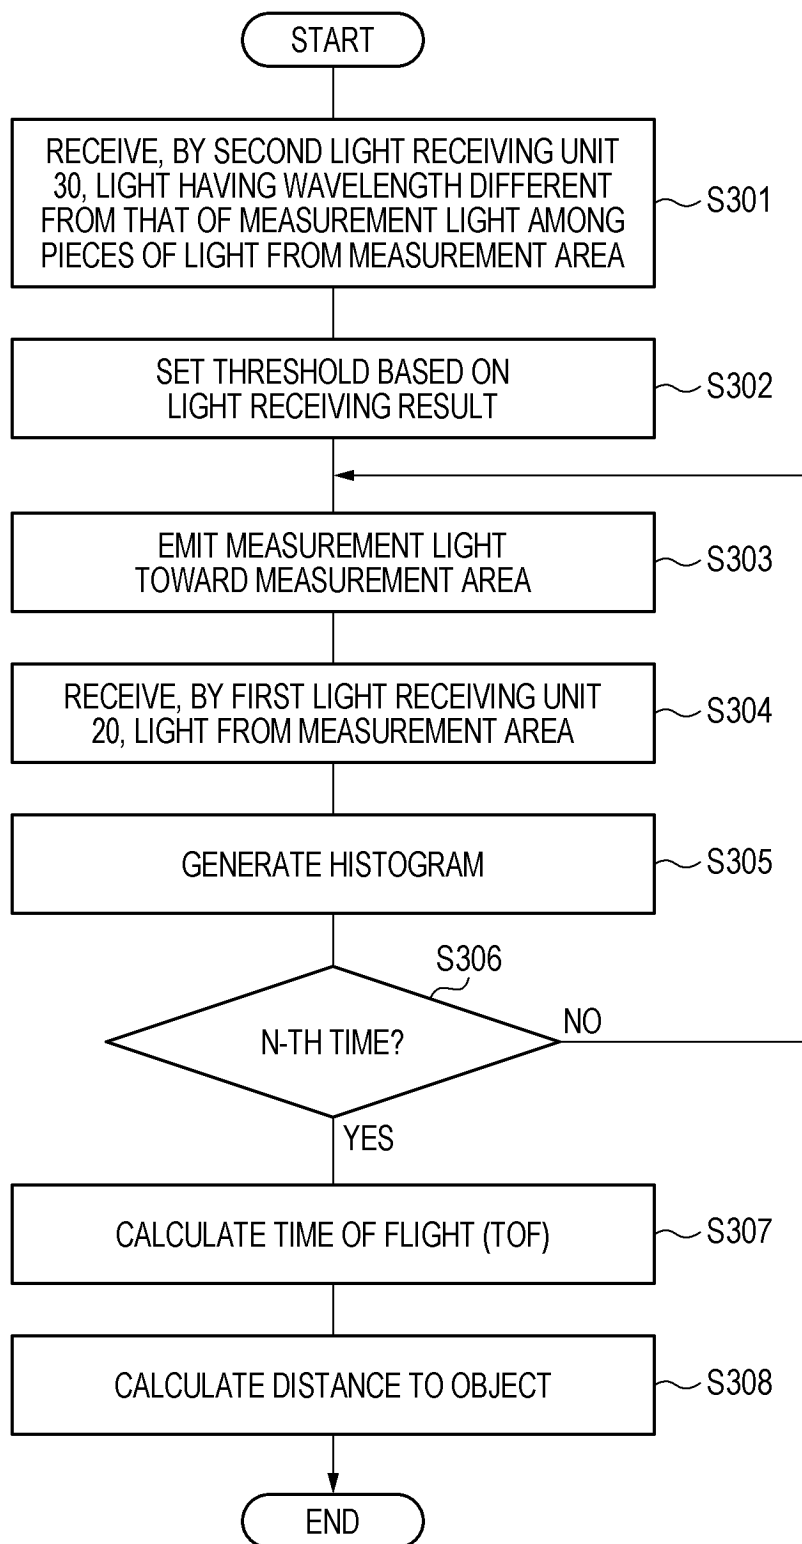 START
RECEIVE, BY SECOND LIGHT RECEIVING UNIT
30, LIGHT HAVING WAVELENGTH DIFFERENT
FROM THAT OF MEASUREMENT LIGHT AMONG
PIECES OF LIGHT FROM MEASUREMENT AREA
S301
SET THRESHOLD BASED ON
LIGHT RECEIVING RESULT
S302
EMIT MEASUREMENT LIGHT
TOWARD MEASUREMENT AREA
S303
RECEIVE, BY FIRST LIGHT RECEIVING UNIT
20, LIGHT FROM MEASUREMENT AREA
S304
GENERATE HISTOGRAM
S305
S306
N-TH TIME?
NO
YES
CALCULATE TIME OF FLIGHT (TOF)
S307
CALCULATE DISTANCE TO OBJECT
S308
END